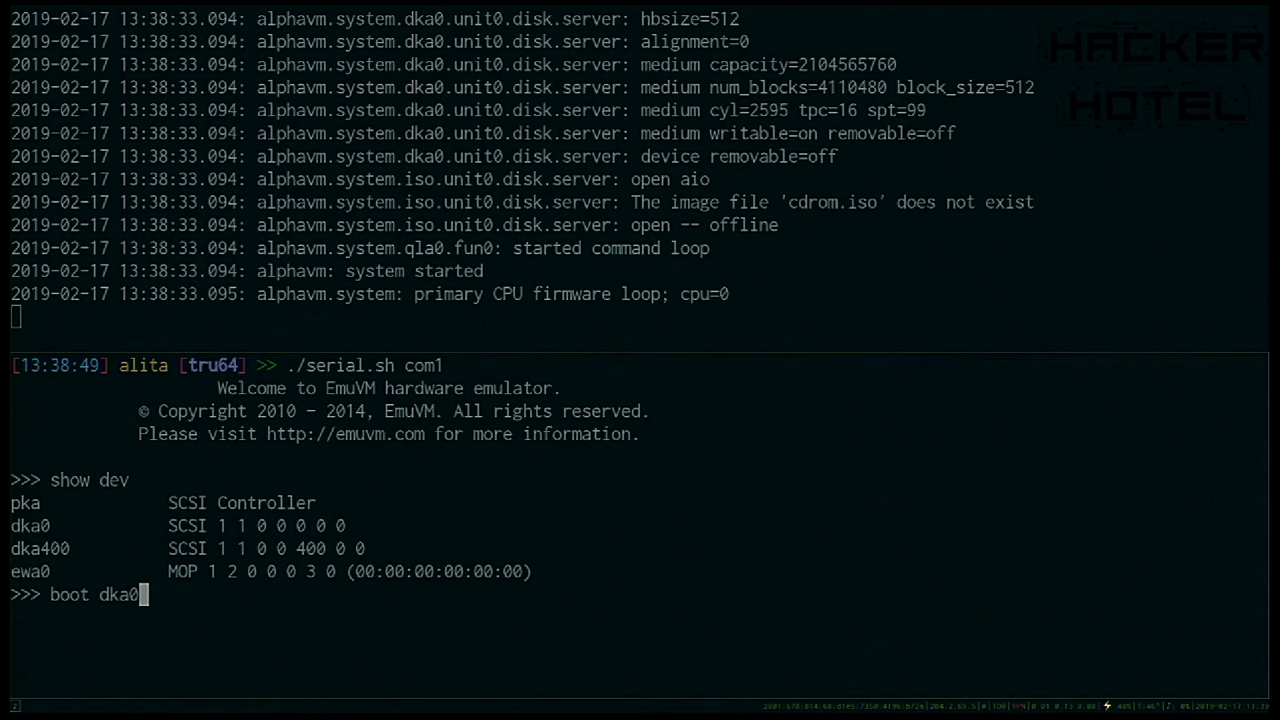 2019-02-17 13:38:33.094: alphavm.system.dka0.unit0.disk.server: hbsize=512
2019-02-17 13:38:33.094: alphavm.system.dka0.unit0.disk.server: alignment=0
2019-02-17 13:38:33.094: alphavm.system.dka0.unit0.disk.server: medium capacity=2104565760
2019-02-17 13:38:33.094: alphavm.system.dka0.unit0.disk.server: medium num_blocks=4110480 block_size=512
2019-02-17 13:38:33.094: alphavm.system.dka0.unit0.disk.server: medium cyl=2595 tpc=16 spt=99
2019-02-17 13:38:33.094: alphavm.system.dka0.unit0.disk.server: medium writable=on removable=off
2019-02-17 13:38:33.094: alphavm.system.dka0.unit0.disk.server: device removable=off
2019-02-17 13:38:33.094: alphavm.system.iso.unit0.disk.server: open aio
2019-02-17 13:38:33.094: alphavm.system.iso.unit0.disk.server: The image file 'cdrom.iso' does not exist
2019-02-17 13:38:33.094: alphavm.system.iso.unit0.disk.server: open -- offline
2019-02-17 13:38:33.094: alphavm.system.qla0.fun0: started command loop
2019-02-17 13:38:33.094: alphavm: system started
2019-02-17 13:38:33.095: alphavm.system: primary CPU firmware loop; cpu=0
HACKER
HOTEL
[13:38:49] alita [tru64] >> ./serial.sh com1
Welcome to EmuVM hardware emulator.
© Copyright 2010 - 2014, EmuVM. All rights reserved.
Please visit http://emuvm.com for more information.
>>> show dev
pka SCSI Controller
dka0 SCSI 1 1 0 0 0 0 0
dka400 SCSI 1 1 0 0 400 0 0
ewa0 MOP 1 2 0 0 0 3 0 (00:00:00:00:00:00)
>>> boot dka0
2 |TOR|VPN|0.01 0.13 0.08| 2019-02-17 13:39